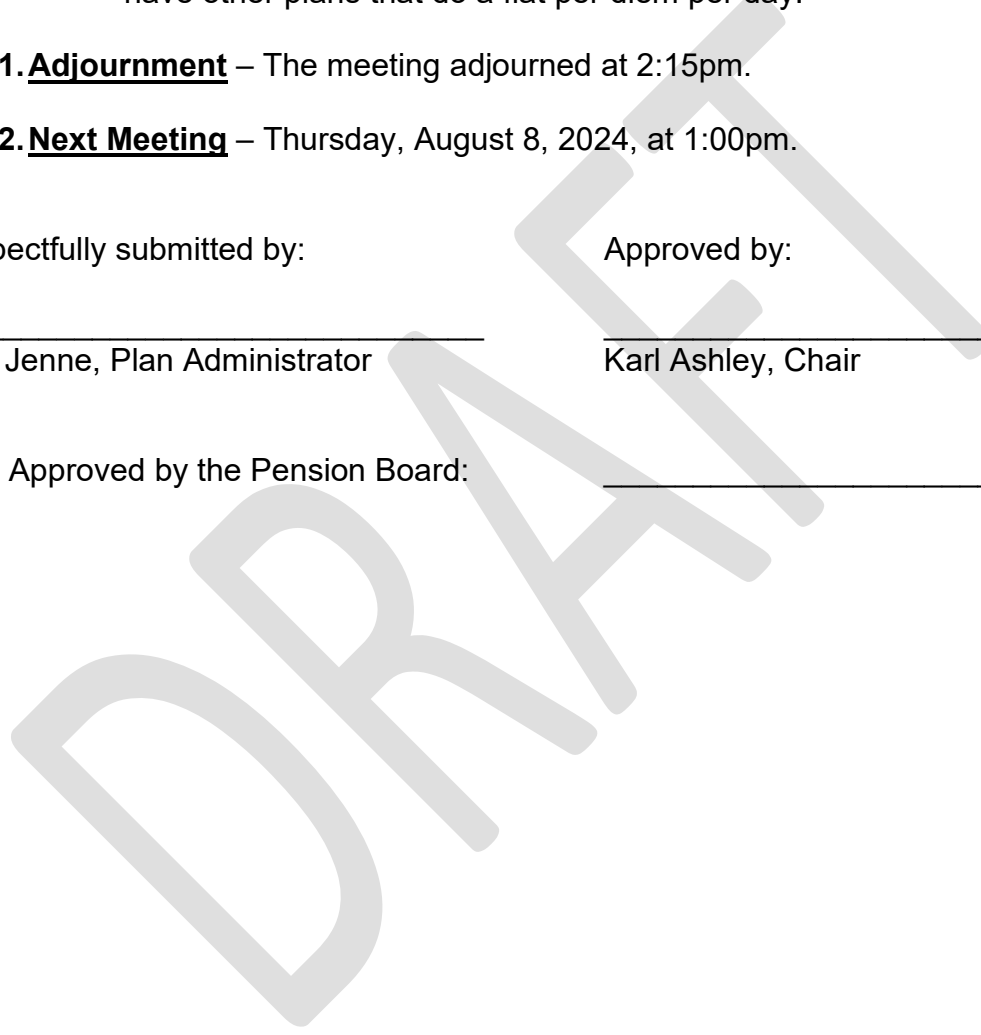 have other plans that do a flat per diem per day.
1. Adjournment – The meeting adjourned at 2:15pm.
2. Next Meeting – Thursday, August 8, 2024, at 1:00pm.
pectfully submitted by: Approved by:
Jenne, Plan Administrator Karl Ashley, Chair
Approved by the Pension Board:
DRAFT